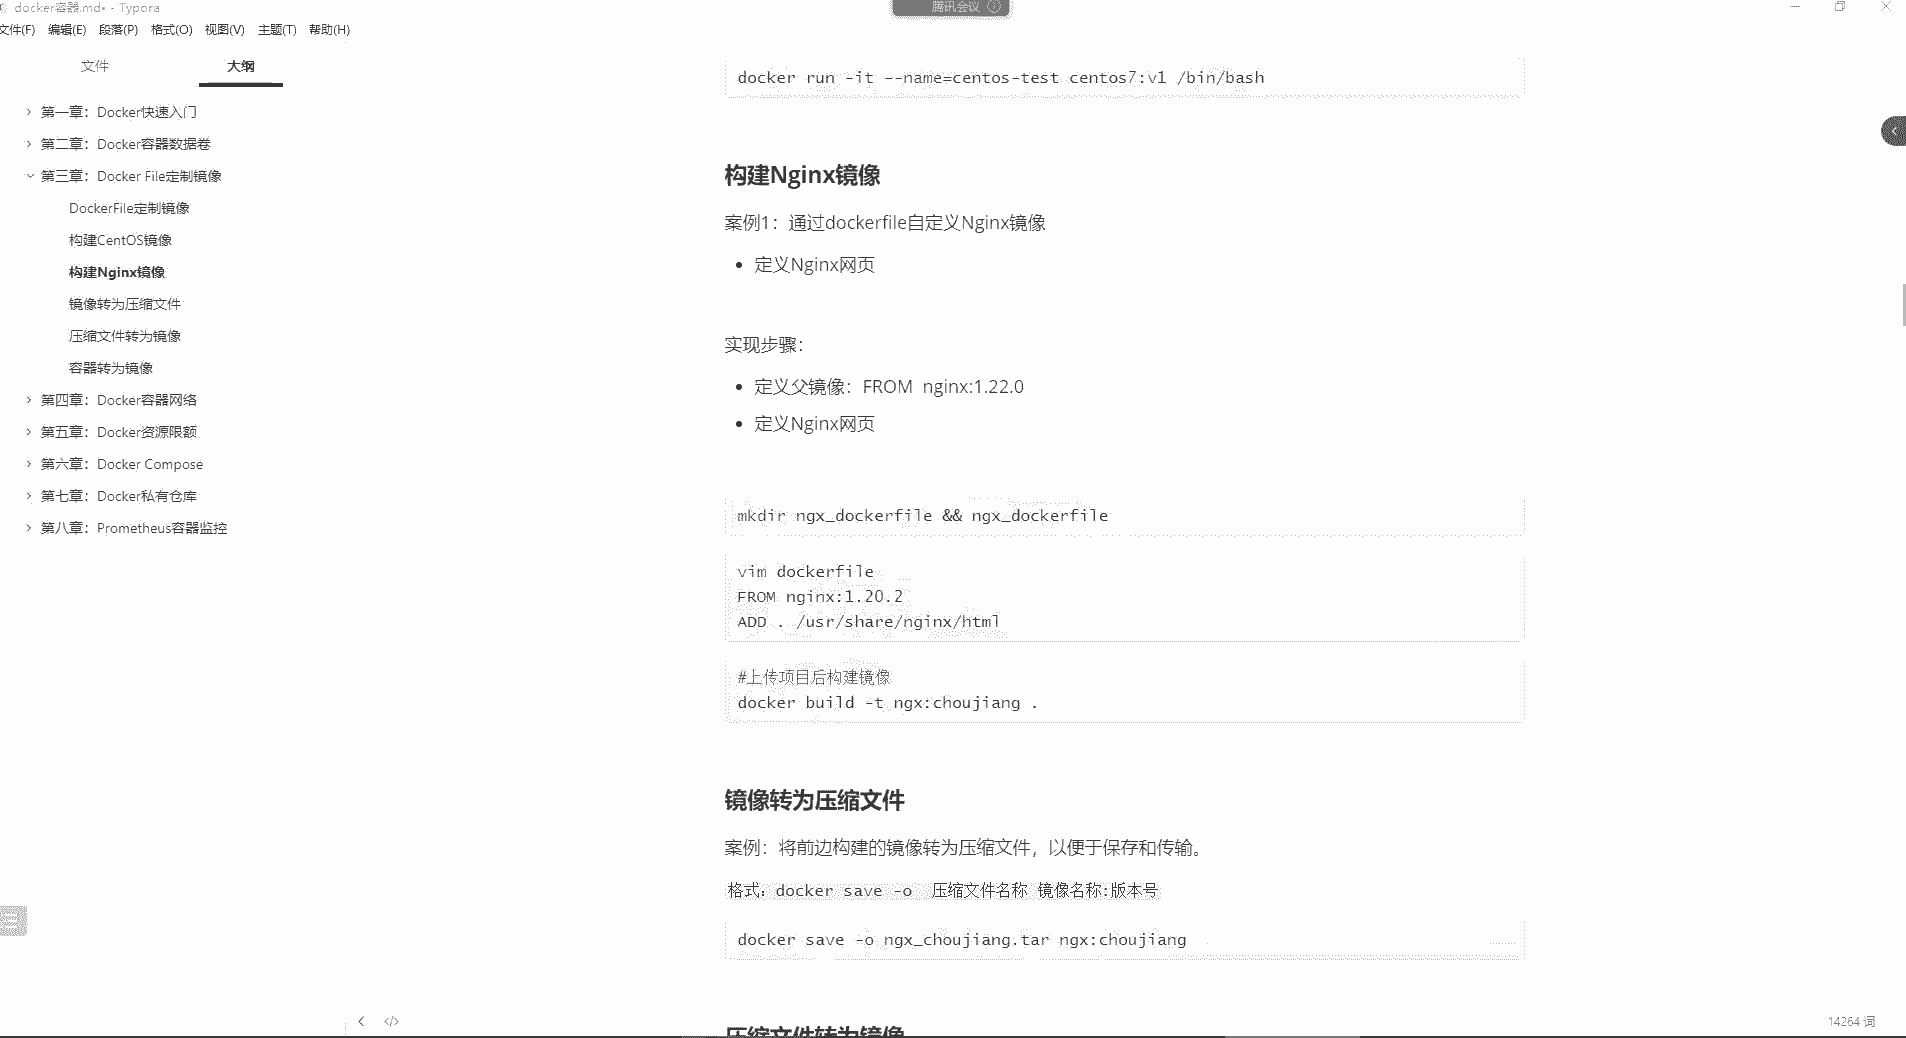 docker容器.md• - Typora
腾讯会议
文件(F) 编辑(E) 段落(P) 格式(O) 视图(V) 主题(T) 帮助(H)
文件 大纲
第一章：Docker快速入门
第二章：Docker容器数据卷
第三章：Docker File定制镜像
DockerFile定制镜像
构建CentOS镜像
构建Nginx镜像
镜像转为压缩文件
压缩文件转为镜像
容器转为镜像
第四章：Docker容器网络
第五章：Docker资源限额
第六章：Docker Compose
第七章：Docker私有仓库
第八章：Prometheus容器监控
docker run -it --name=centos-test centos7:v1 /bin/bash
构建Nginx镜像
案例1：通过dockerfile自定义Nginx镜像
• 定义Nginx网页
实现步骤：
• 定义父镜像：FROM nginx:1.22.0
• 定义Nginx网页
mkdir ngx_dockerfile && ngx_dockerfile
vim dockerfile
FROM nginx:1.20.2
ADD . /usr/share/nginx/html
#上传项目后构建镜像
docker build -t ngx:choujiang .
镜像转为压缩文件
案例：将前边构建的镜像转为压缩文件，以便于保存和传输。
格式：docker save -o 压缩文件名称 镜像名称:版本号
docker save -o ngx_choujiang.tar ngx:choujiang
压缩文件转为镜像
14264 词